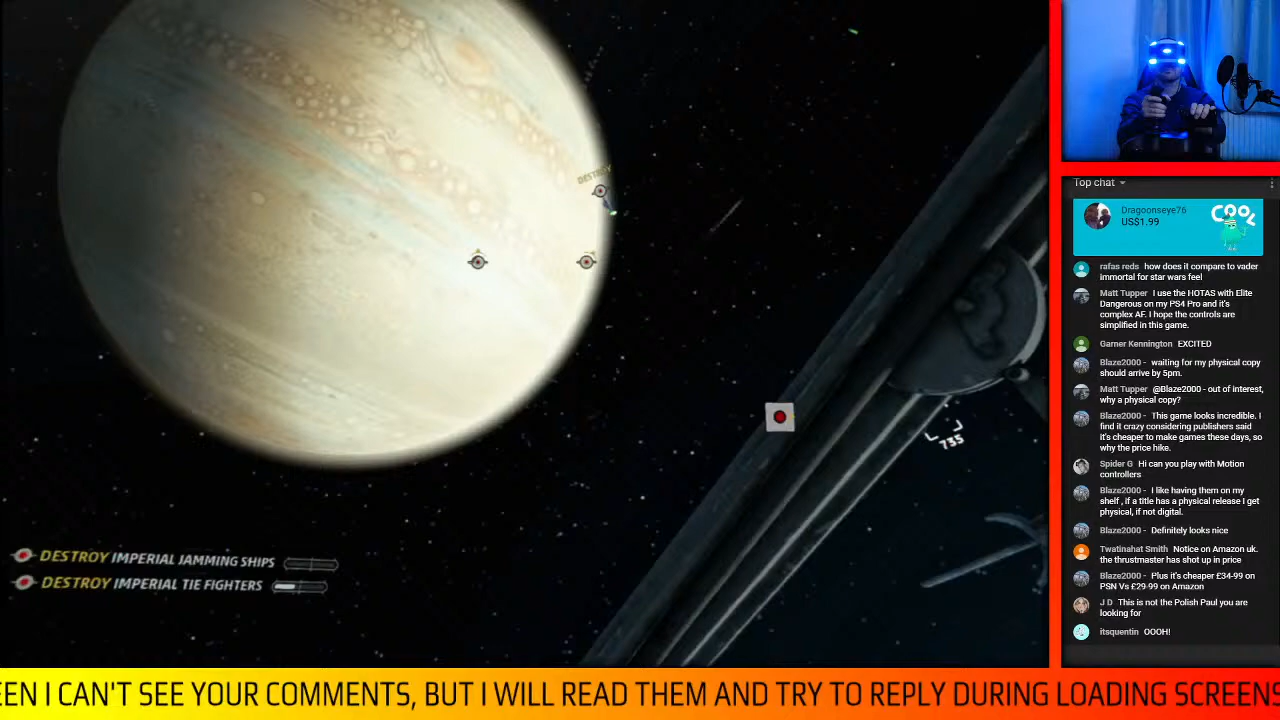 DESTROY
735
DESTROY IMPERIAL JAMMING SHIPS
DESTROY IMPERIAL TIE FIGHTERS
Top chat
Dragoonseye76
US$1.99
COOL
rafas reds how does it compare to vader
immortal for star wars feel
Matt Tupper I use the HOTAS with Elite
Dangerous on my PS4 Pro and it's
complex AF. I hope the controls are
simplified in this game.
Gamer Kennington EXCITED
Blaze2000 - waiting for my physical copy
should arrive by 5pm.
Matt Tupper @Blaze2000 - out of interest,
why a physical copy?
Blaze2000 - This game looks incredible. I
find it crazy considering publishers said
it's cheaper to make games these days, so
why the price hike.
Spider G Hi can you play with Motion
controllers
Blaze2000 - I like having them on my
shelf , if a title has a physical release I get
physical, if not digital.
Blaze2000 - Definitely looks nice
Twatinahat Smith Notice on Amazon uk.
the thrustmaster has shot up in price
Blaze2000 - Plus it's cheaper £34-99 on
PSN Vs £29-99 on Amazon
J D This is not the Polish Paul you are
looking for
itsquentin OOOH!
EEN I CAN'T SEE YOUR COMMENTS, BUT I WILL READ THEM AND TRY TO REPLY DURING LOADING SCREENS